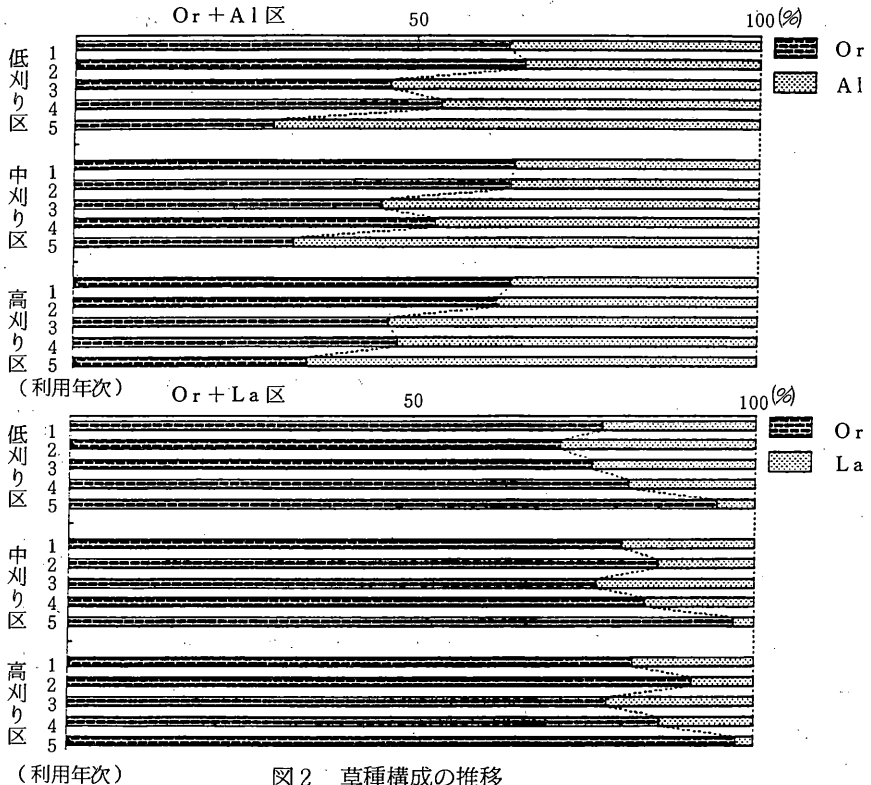 Or+Al区 50 100(%)
低刈り区 1 2 3 4 5
中刈り区 1 2 3 4 5
高刈り区 1 2 3 4 5
Or
Al
(利用年次)
Or+La区 50 100(%)
低刈り区 1 2 3 4 5
中刈り区 1 2 3 4 5
高刈り区 1 2 3 4 5
Or
La
(利用年次)
図2 草種構成の推移